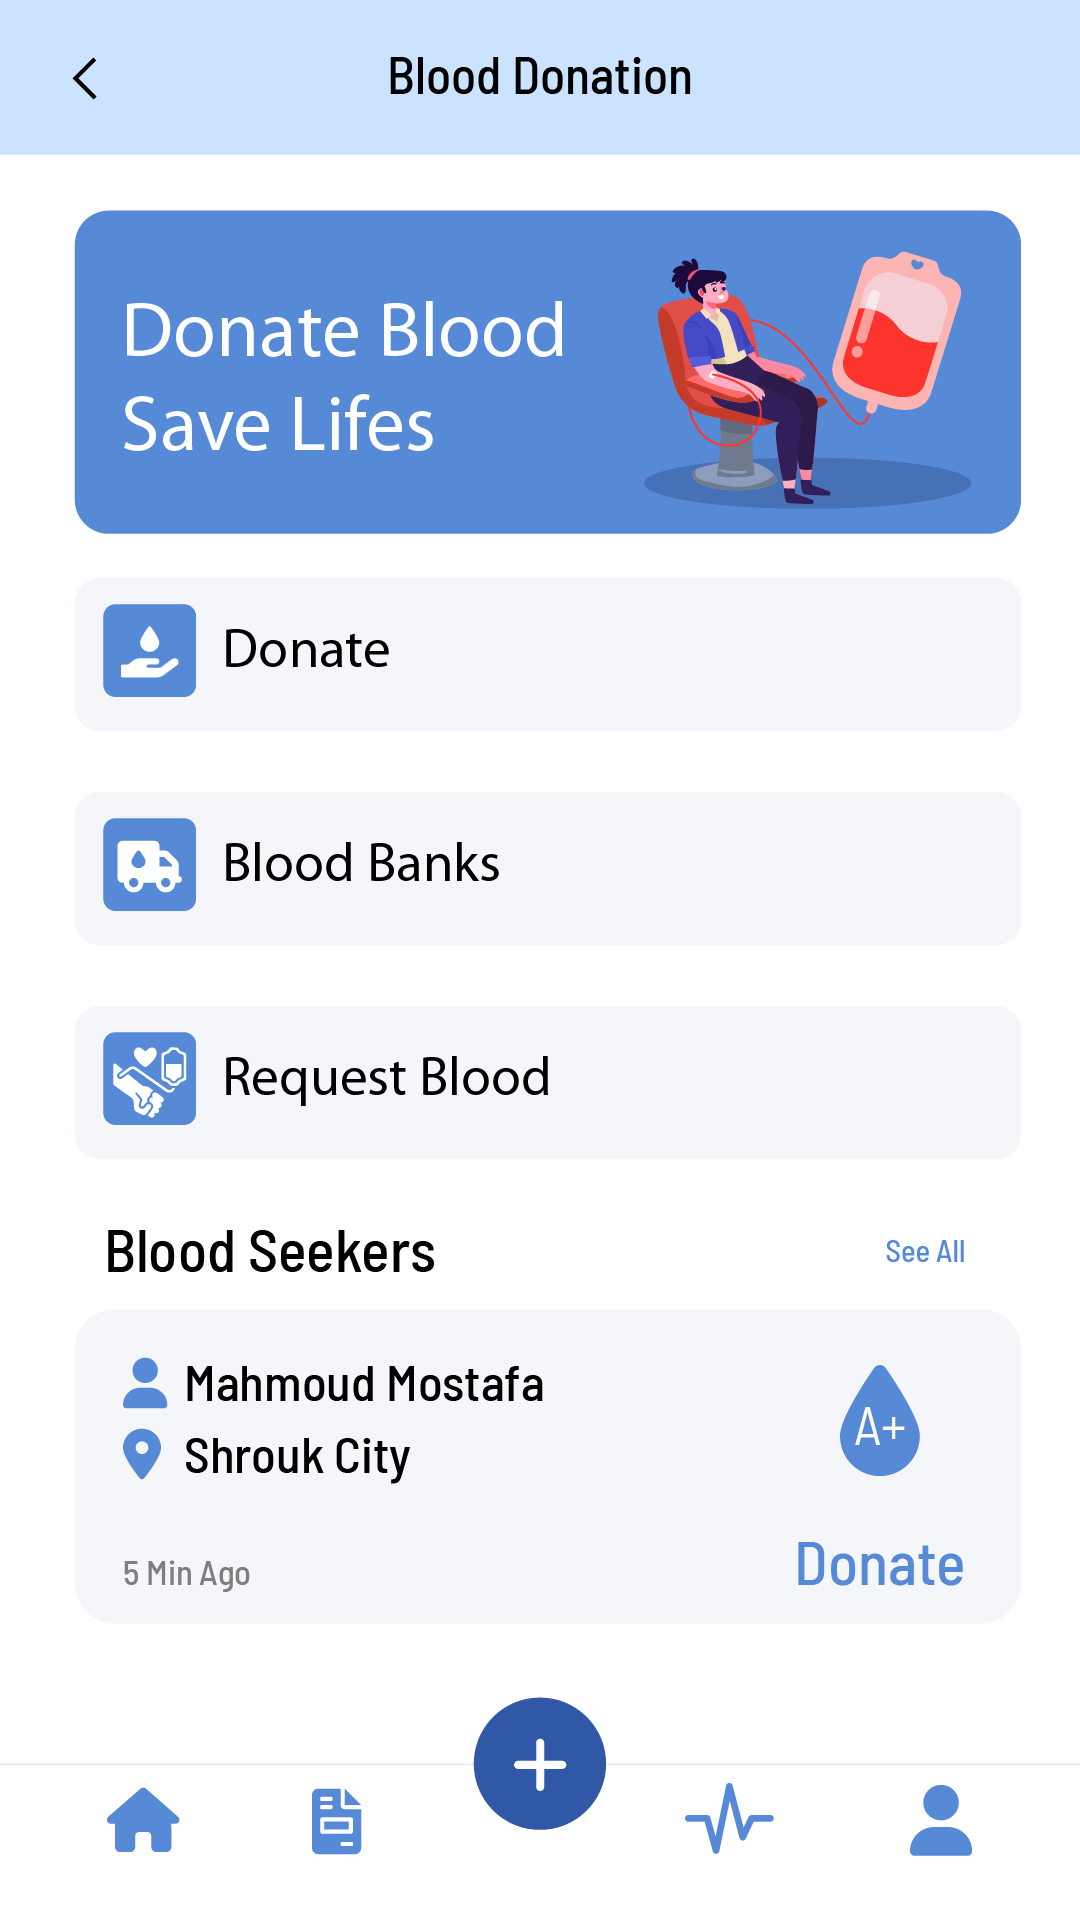 Blood Donation
Donate Blood
Save Lifes
Donate
Blood Banks
Request Blood
Blood Seekers
See All
Mahmoud Mostafa
A+
Shrouk City
5 Min Ago
Donate